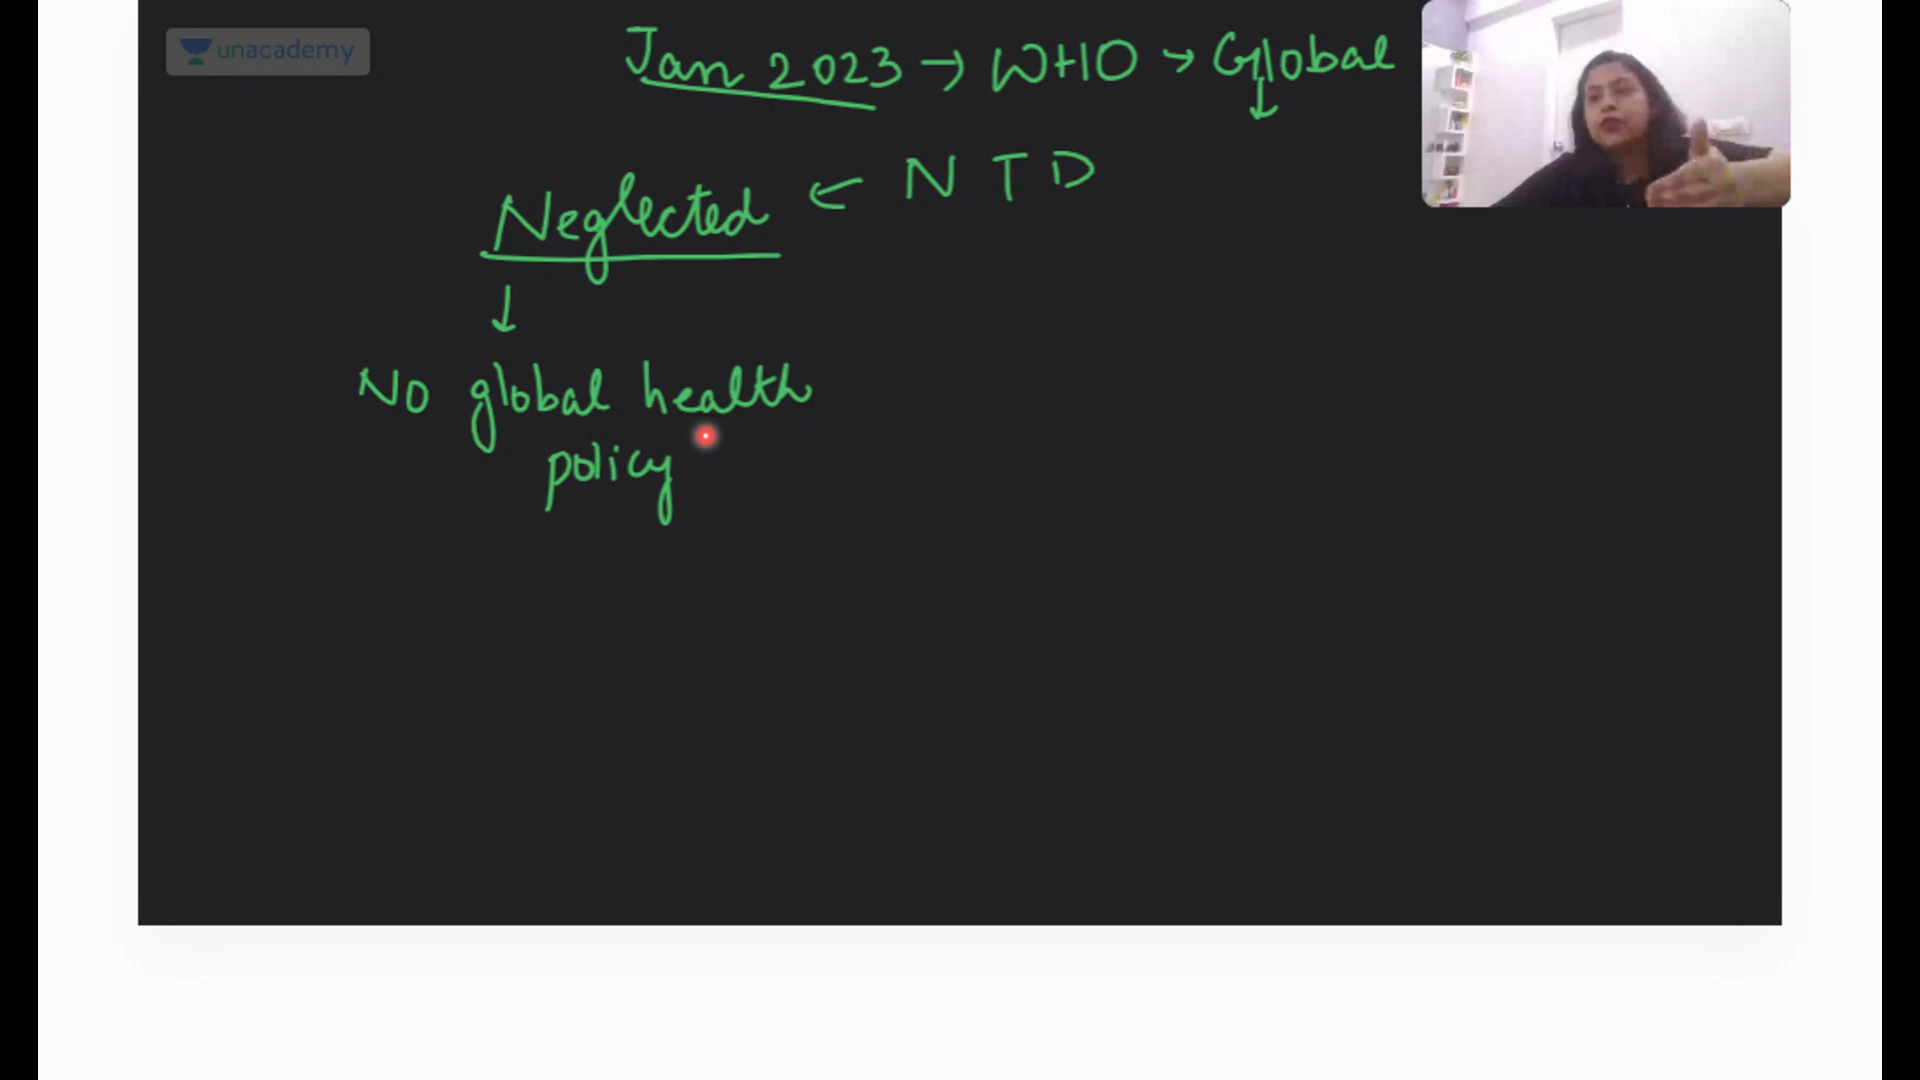 unacademy
Jan 2023 → WHO → Global
↓
Neglected ← N T D
↓
No global health
policy